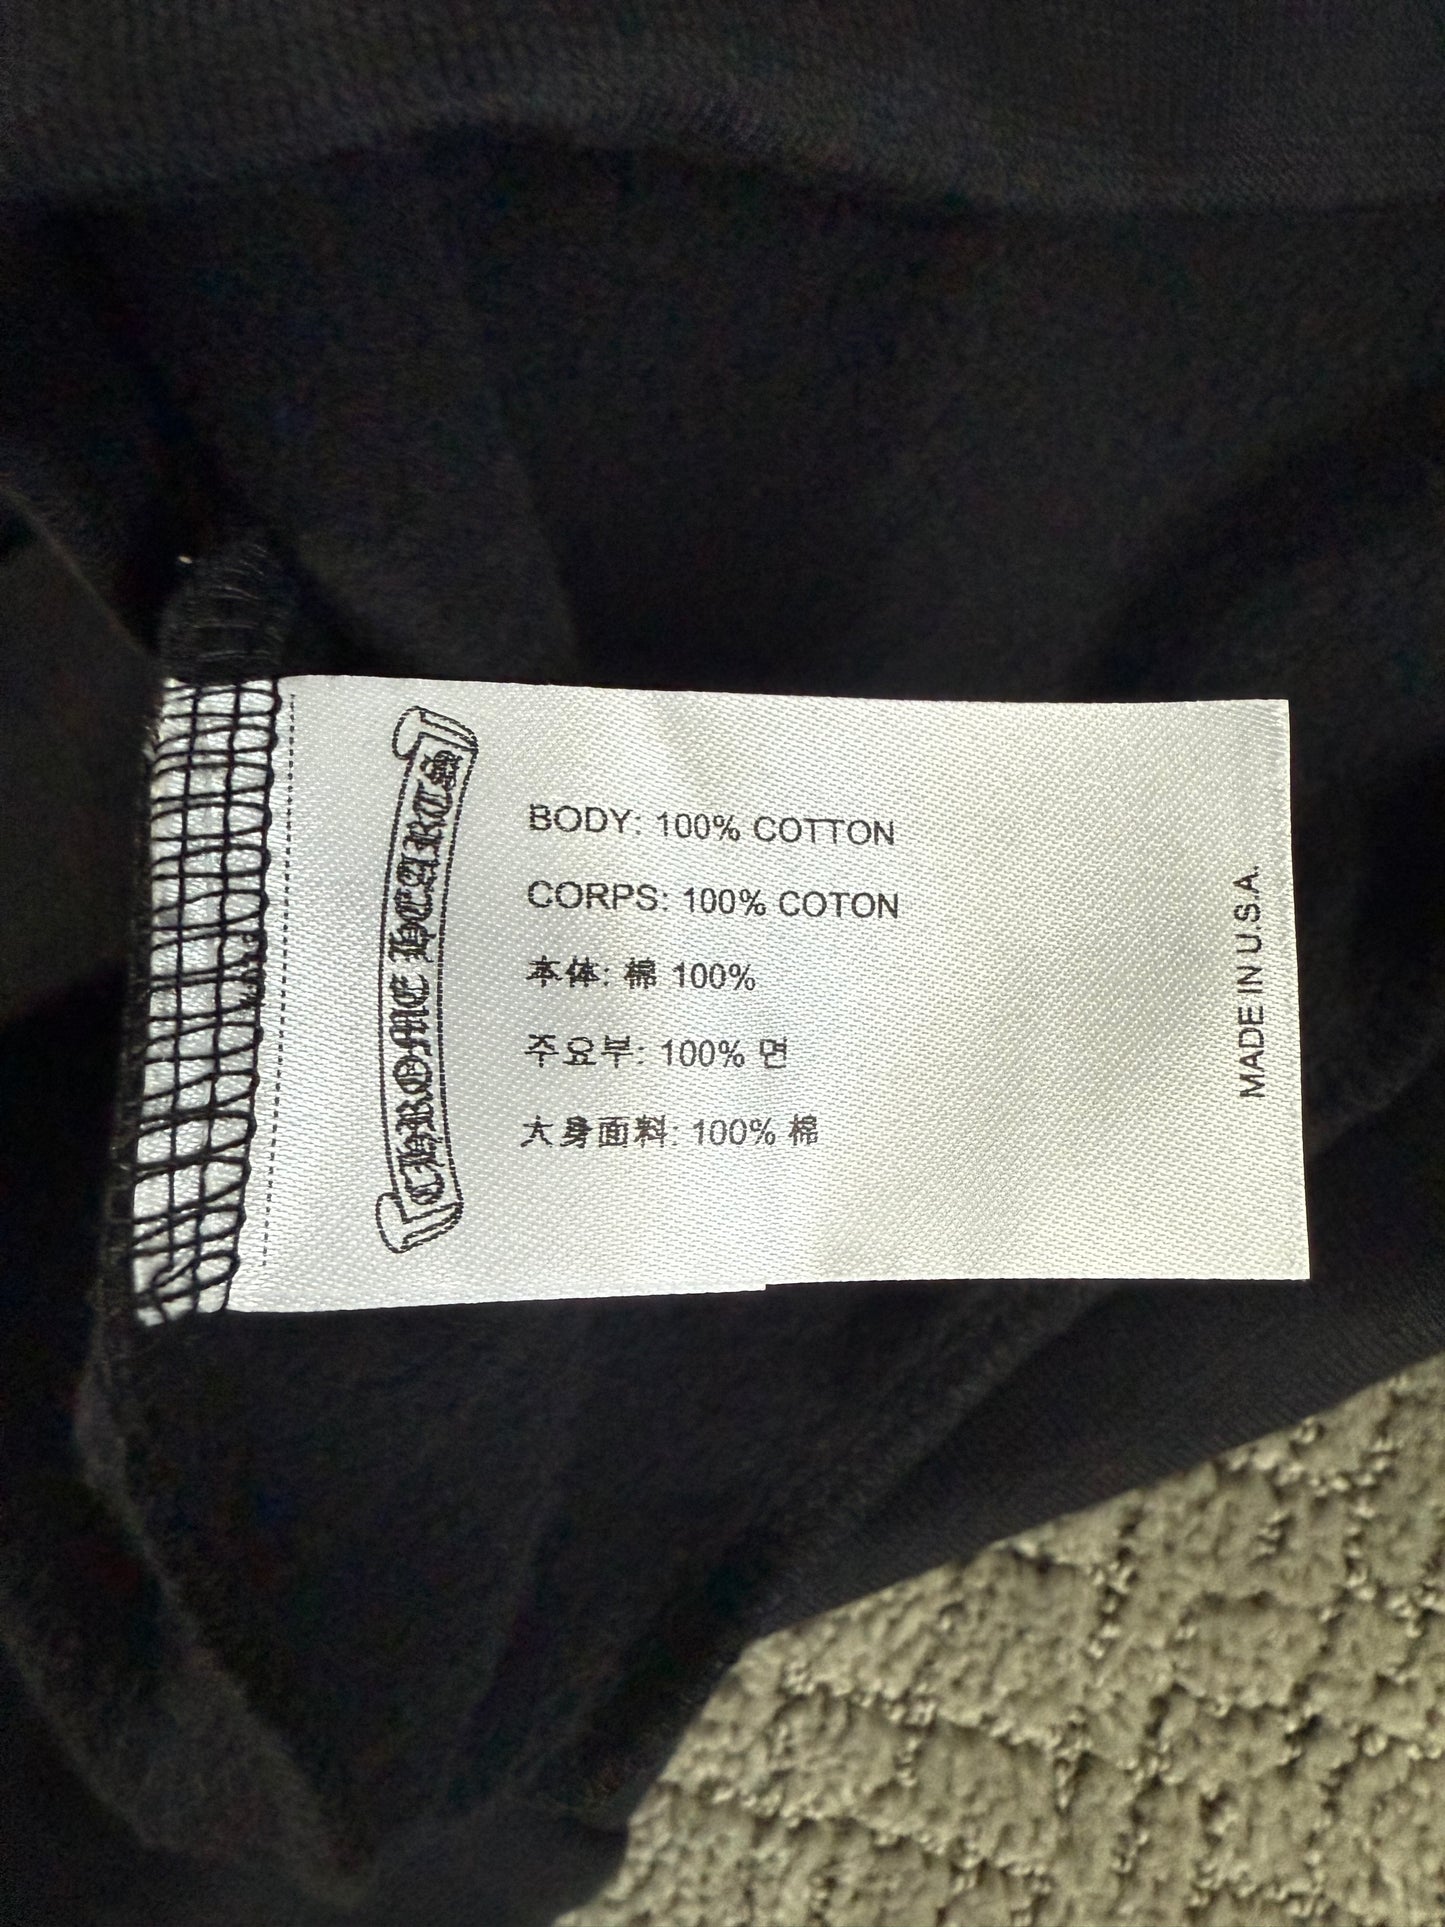 CHROME HEARTS
BODY: 100% COTTON
CORPS: 100% COTON
本体: 棉 100%
주요부: 100% 면
大身面料: 100% 棉
MADE IN U.S.A.